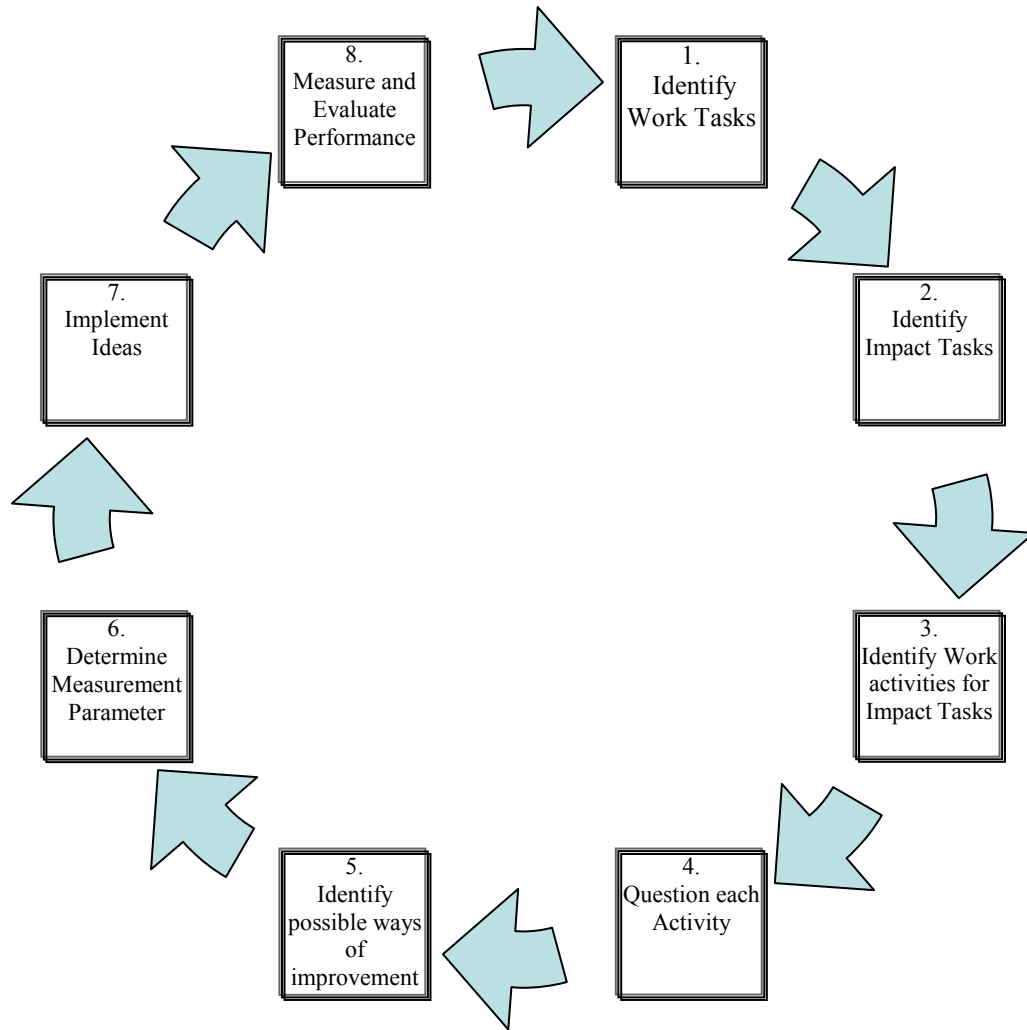 1.
Identify
Work Tasks
2.
Identify
Impact Tasks
3.
Identify Work
activities for
Impact Tasks
4.
Question each
Activity
5.
Identify
possible ways
of
improvement
6.
Determine
Measurement
Parameter
7.
Implement
Ideas
8.
Measure and
Evaluate
Performance